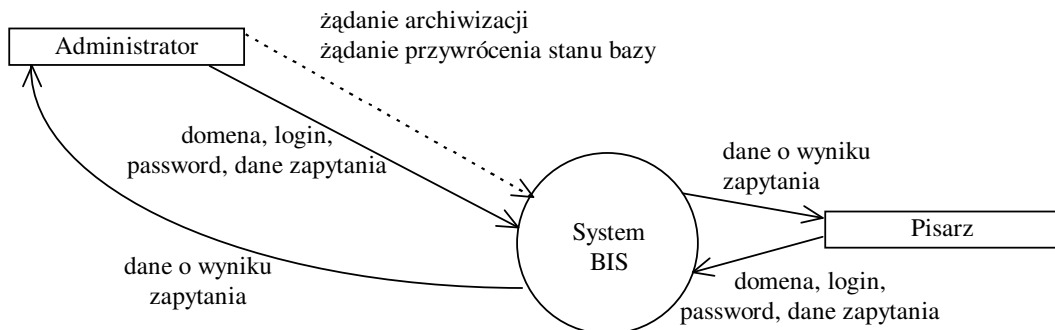 żądanie archiwizacji
żądanie przywrócenia stanu bazy
Administrator
domena, login,
password, dane zapytania
dane o wyniku
zapytania
System
BIS
Pisarz
dane o wyniku
zapytania
domena, login,
password, dane zapytania